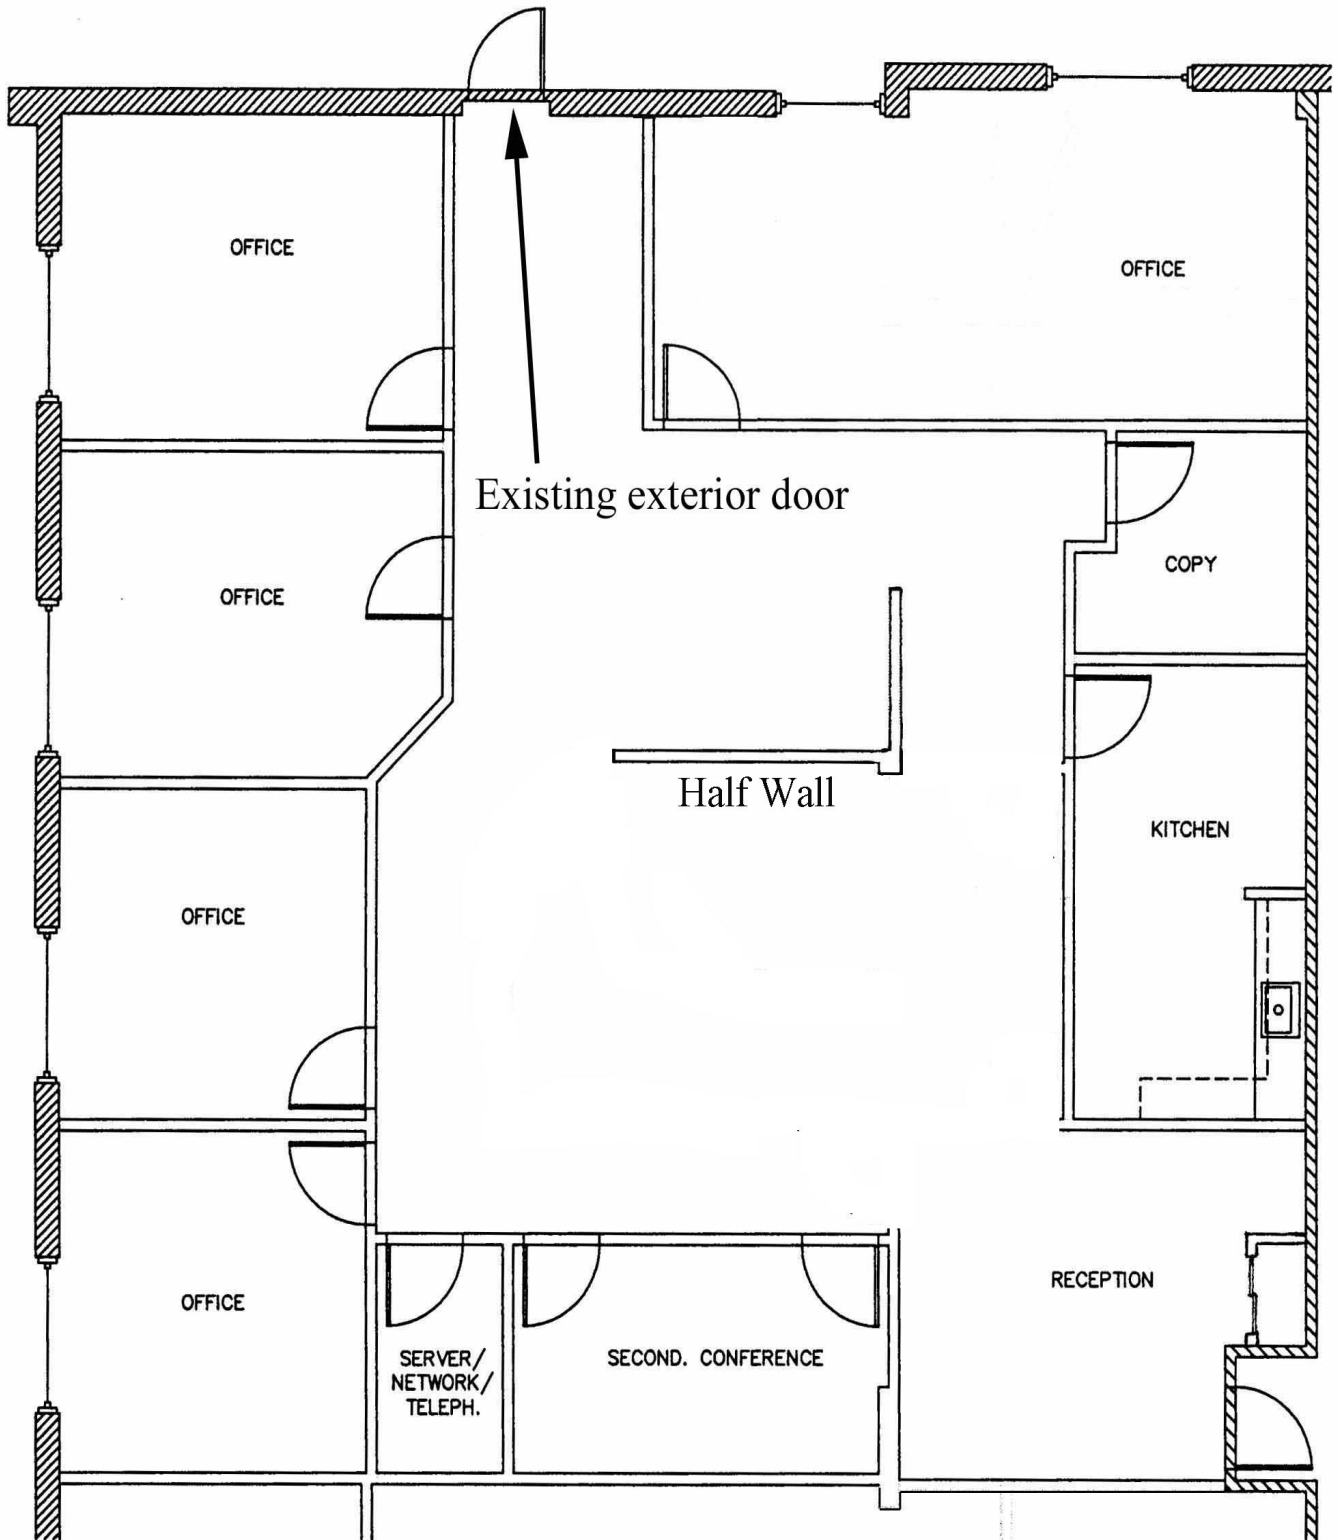 OFFICE
OFFICE
Existing exterior door
COPY
OFFICE
Half Wall
KITCHEN
OFFICE
RECEPTION
OFFICE
SERVER/
NETWORK/
TELEPH.
SECOND. CONFERENCE